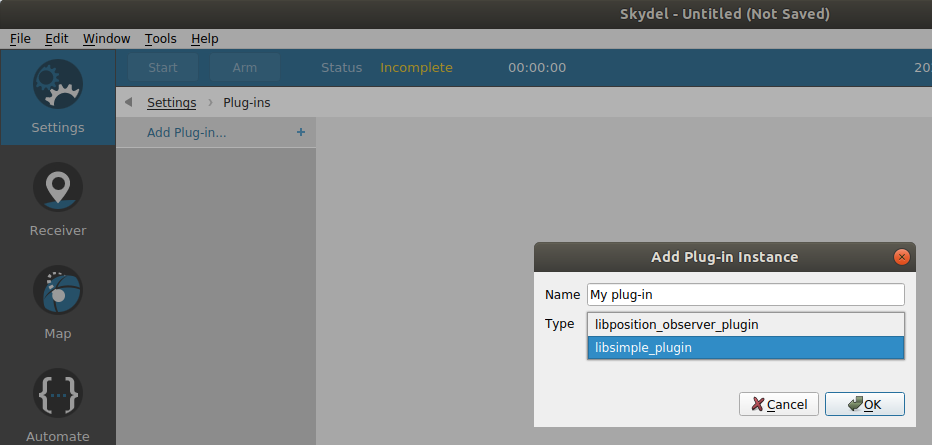 Skydel - Untitled (Not Saved)
File Edit Window Tools Help
Start Arm Status Incomplete 00:00:00 20
Settings › Plug-ins
Settings
Add Plug-in... +
Receiver
Map
{...}
Automate
Add Plug-in Instance
Name My plug-in
Type libposition_observer_plugin
libsimple_plugin
Cancel OK